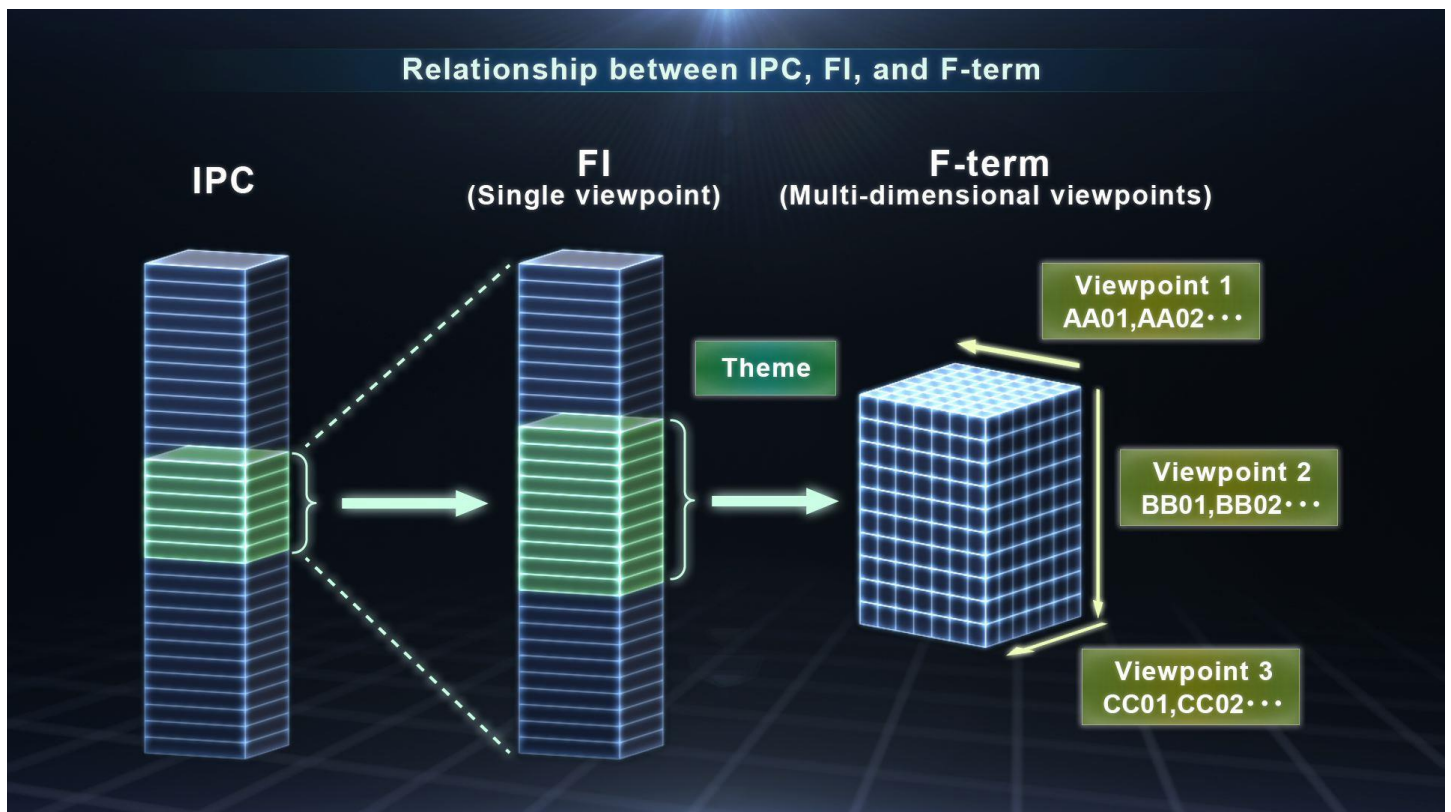 Relationship between IPC, FI, and F-term
IPC
FI
(Single viewpoint)
F-term
(Multi-dimensional viewpoints)
Theme
Viewpoint 1
AA01,AA02･･･
Viewpoint 2
BB01,BB02･･･
Viewpoint 3
CC01,CC02･･･